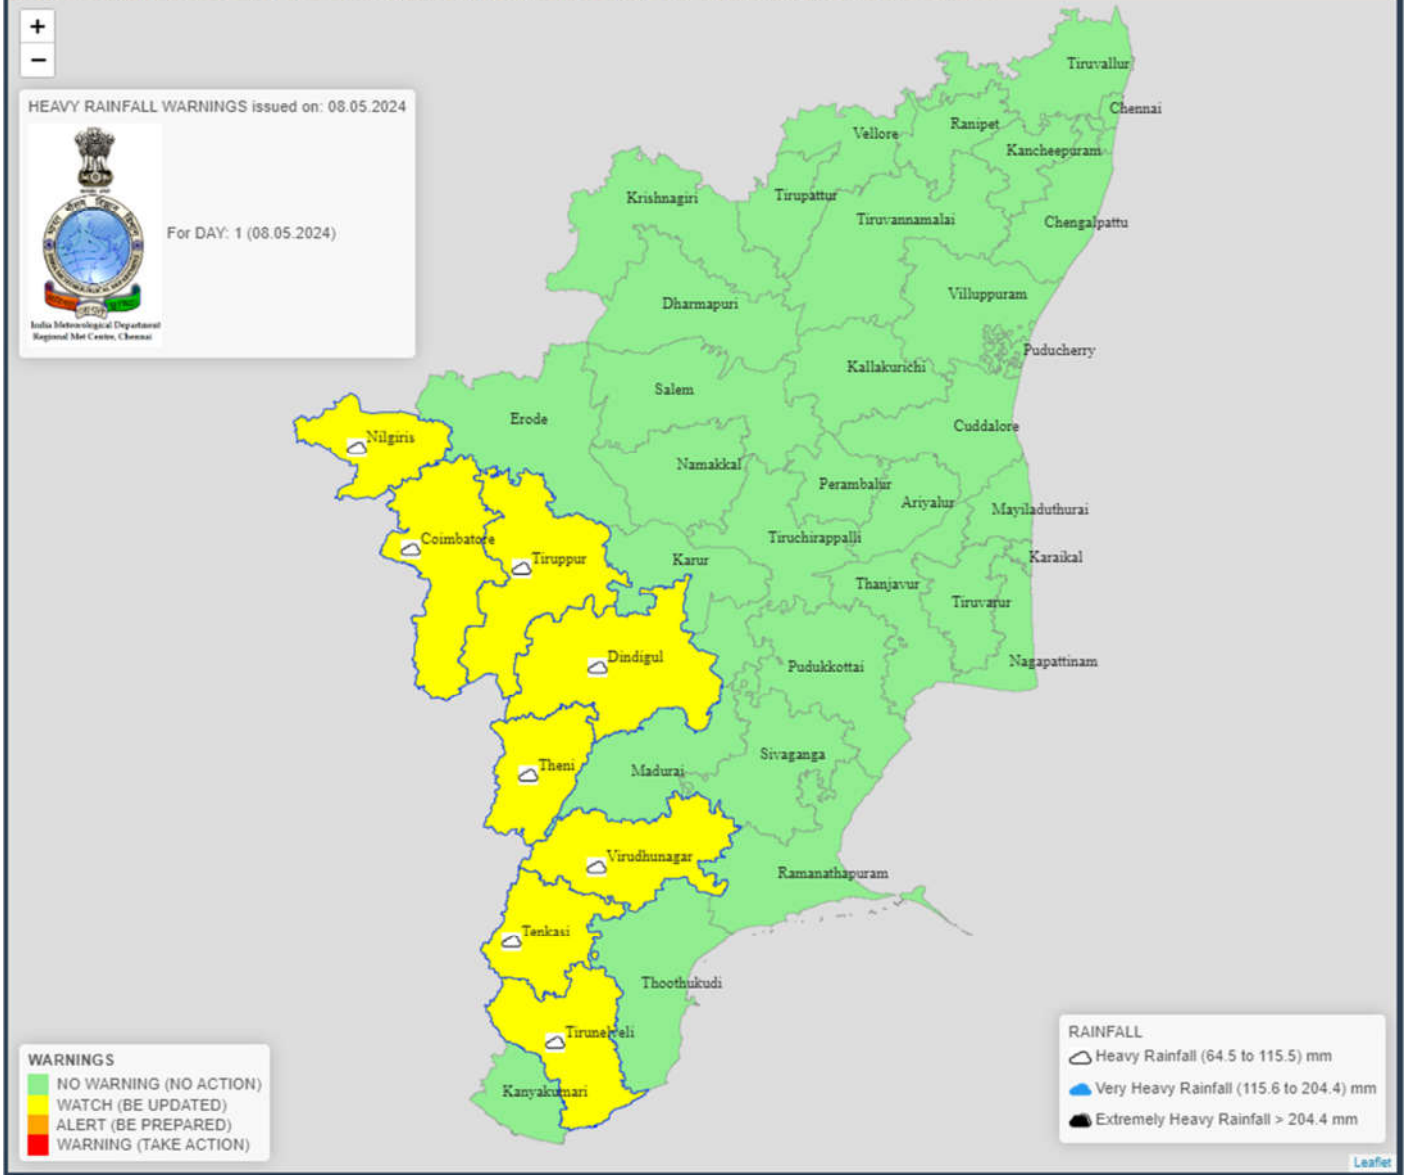 +
−
HEAVY RAINFALL WARNINGS issued on: 08.05.2024
India Meteorological Department
Regional Met Centre, Chennai
For DAY: 1 (08.05.2024)
Tiruvallur
Chennai
Ranipet
Vellore
Kancheepuram
Krishnagiri
Tirupattur
Tiruvannamalai
Chengalpattu
Villuppuram
Dharmapuri
Puducherry
Kallakurichi
Salem
Erode
Cuddalore
Nilgiris
Namakkal
Perambalur
Ariyalur
Mayiladuthurai
Coimbatore
Tiruchirappalli
Tiruppur
Karur
Karaikal
Thanjavur
Tiruvarur
Dindigul
Pudukkottai
Nagapattinam
Sivaganga
Theni
Madurai
Virudhunagar
Ramanathapuram
Tenkasi
Thoothukudi
Tirunelveli
Kanyakumari
WARNINGS
NO WARNING (NO ACTION)
WATCH (BE UPDATED)
ALERT (BE PREPARED)
WARNING (TAKE ACTION)
RAINFALL
Heavy Rainfall (64.5 to 115.5) mm
Very Heavy Rainfall (115.6 to 204.4) mm
Extremely Heavy Rainfall > 204.4 mm
Leaflet